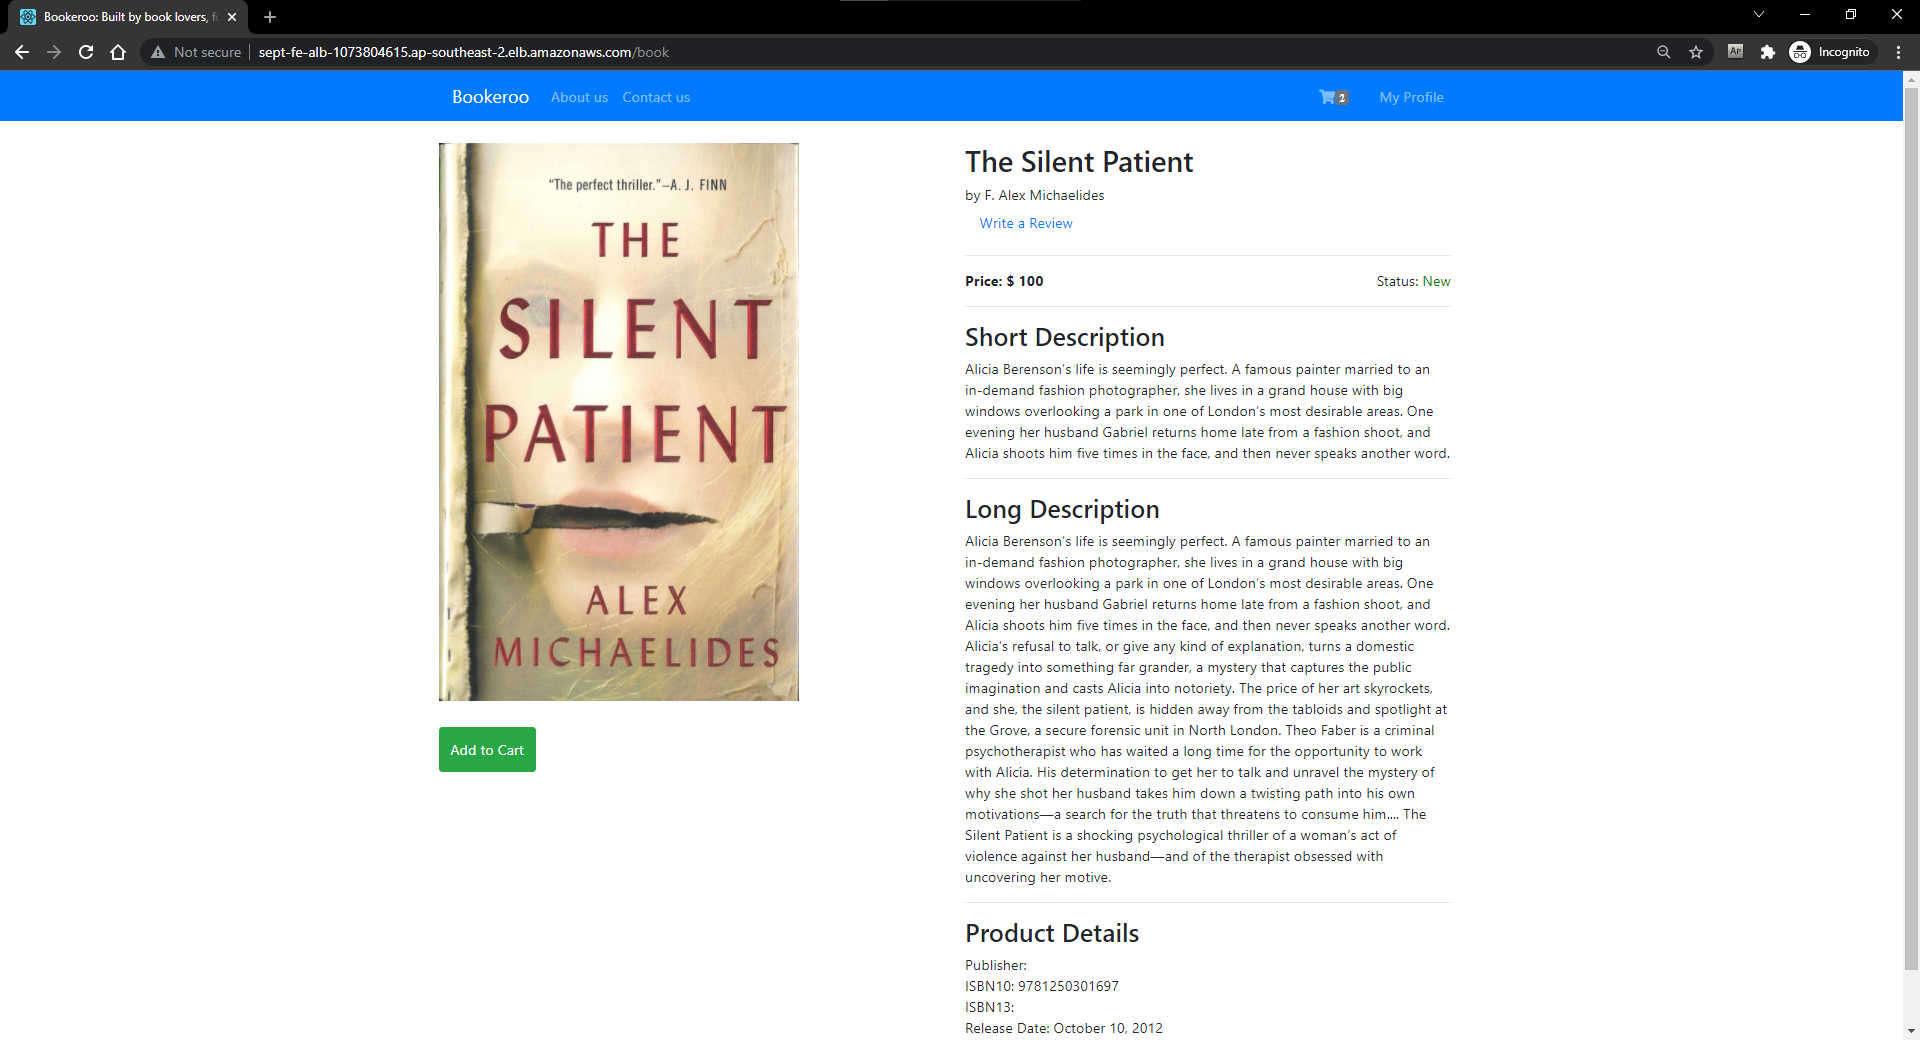 Bookeroo: Built by book lovers, f
Not secure
sept-fe-alb-1073804615.ap-southeast-2.elb.amazonaws.com/book
AP
Incognito
Bookeroo
About us
Contact us
2
My Profile
“The perfect thriller.”—A. J. FINN
THE
SILENT
PATIENT
ALEX
MICHAELIDES
Add to Cart
The Silent Patient
by F. Alex Michaelides
Write a Review
Price: $ 100
Status: New
Short Description
Alicia Berenson’s life is seemingly perfect. A famous painter married to an
in-demand fashion photographer, she lives in a grand house with big
windows overlooking a park in one of London’s most desirable areas. One
evening her husband Gabriel returns home late from a fashion shoot, and
Alicia shoots him five times in the face, and then never speaks another word.
Long Description
Alicia Berenson’s life is seemingly perfect. A famous painter married to an
in-demand fashion photographer, she lives in a grand house with big
windows overlooking a park in one of London’s most desirable areas. One
evening her husband Gabriel returns home late from a fashion shoot, and
Alicia shoots him five times in the face, and then never speaks another word.
Alicia’s refusal to talk, or give any kind of explanation, turns a domestic
tragedy into something far grander, a mystery that captures the public
imagination and casts Alicia into notoriety. The price of her art skyrockets,
and she, the silent patient, is hidden away from the tabloids and spotlight at
the Grove, a secure forensic unit in North London. Theo Faber is a criminal
psychotherapist who has waited a long time for the opportunity to work
with Alicia. His determination to get her to talk and unravel the mystery of
why she shot her husband takes him down a twisting path into his own
motivations—a search for the truth that threatens to consume him.... The
Silent Patient is a shocking psychological thriller of a woman’s act of
violence against her husband—and of the therapist obsessed with
uncovering her motive.
Product Details
Publisher:
ISBN10: 9781250301697
ISBN13:
Release Date: October 10, 2012